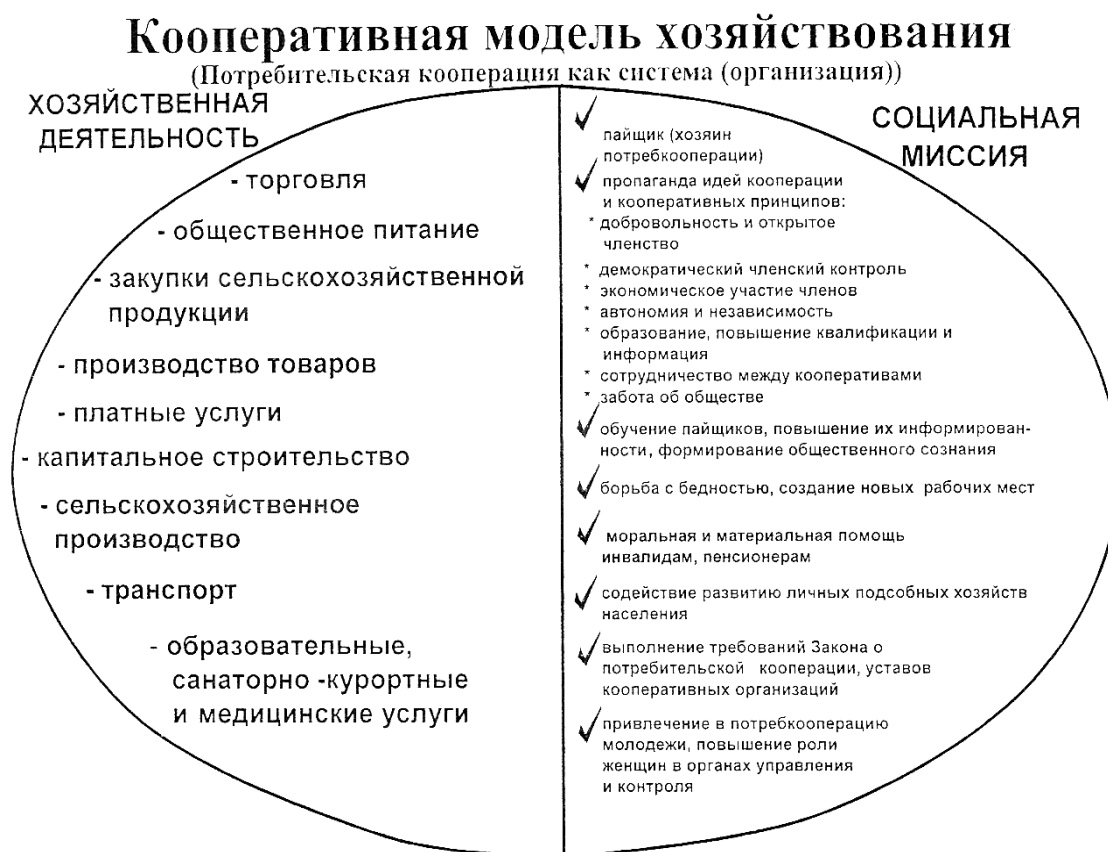 Кооперативная модель хозяйствования
(Потребительская кооперация как система (организация))
ХОЗЯЙСТВЕННАЯ
ДЕЯТЕЛЬНОСТЬ
- торговля
- общественное питание
- закупки сельскохозяйственной
продукции
- производство товаров
- платные услуги
- капитальное строительство
- сельскохозяйственное
производство
- транспорт
- образовательные,
санаторно -курортные
и медицинские услуги
СОЦИАЛЬНАЯ
МИССИЯ
✓
пайщик (хозяин
потребкооперации)
✓ пропаганда идей кооперации
и кооперативных принципов:
* добровольность и открытое
членство
* демократический членский контроль
* экономическое участие членов
* автономия и независимость
* образование, повышение квалификации и
информация
* сотрудничество между кооперативами
* забота об обществе
✓ обучение пайщиков, повышение их информирован-
ности, формирование общественного сознания
✓ борьба с бедностью, создание новых рабочих мест
✓ моральная и материальная помощь
инвалидам, пенсионерам
✓ содействие развитию личных подсобных хозяйств
населения
✓ выполнение требований Закона о
потребительской кооперации, уставов
кооперативных организаций
✓ привлечение в потребкооперацию
молодежи, повышение роли
женщин в органах управления
и контроля